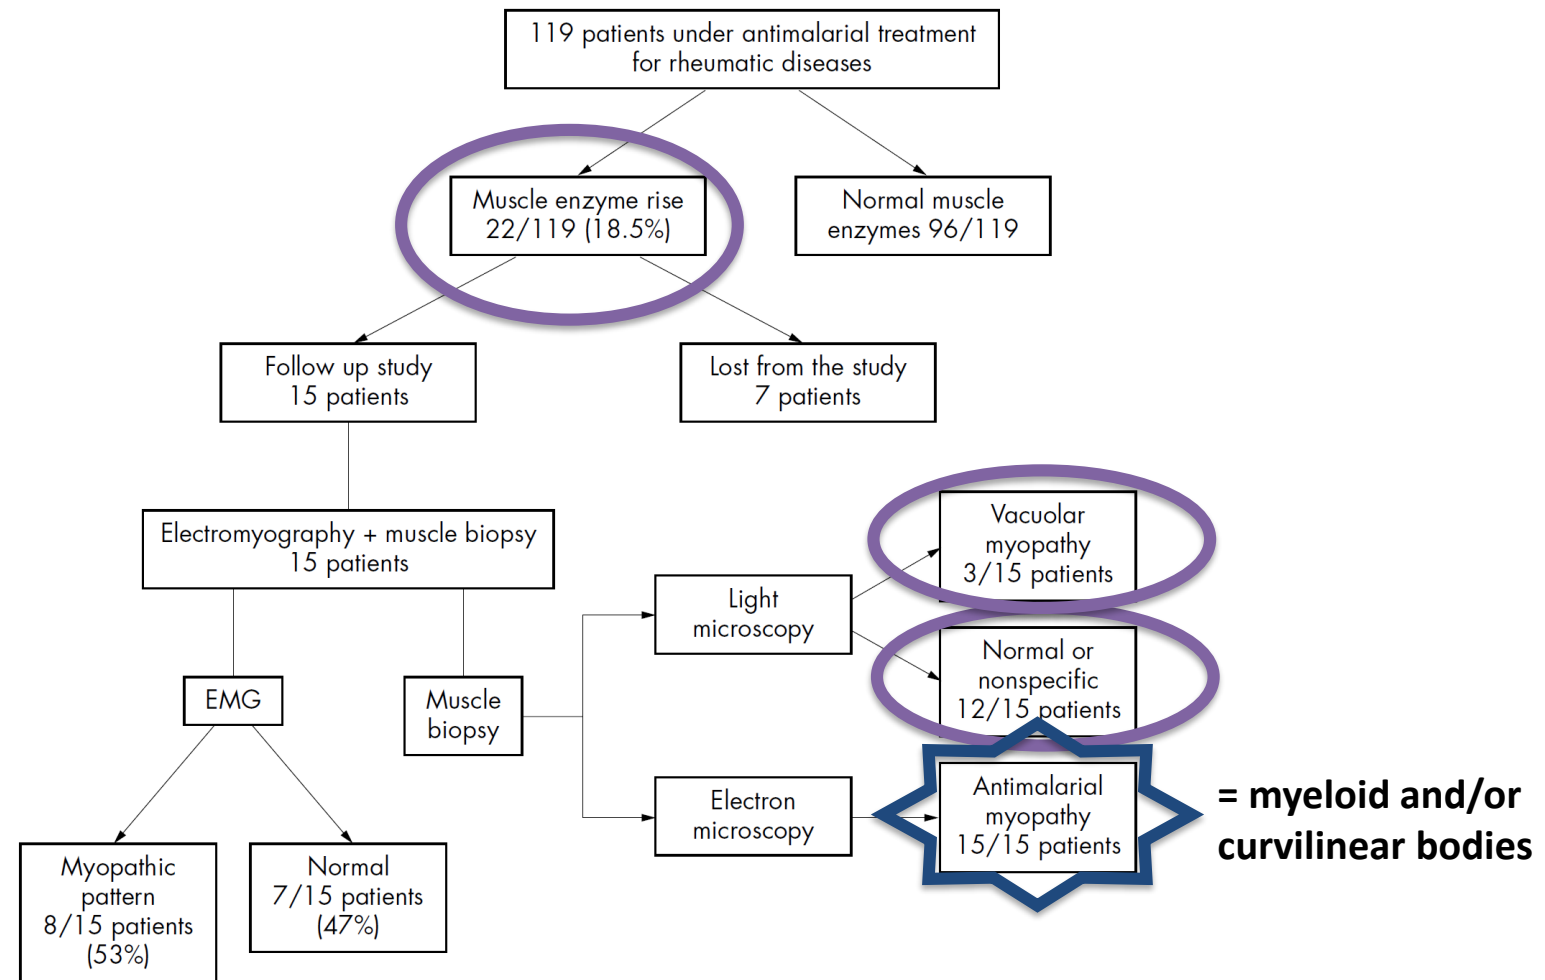 119 patients under antimalarial treatment
for rheumatic diseases
Muscle enzyme rise
22/119 (18.5%)
Normal muscle
enzymes 96/119
Follow up study
15 patients
Lost from the study
7 patients
Electromyography + muscle biopsy
15 patients
Vacuolar
myopathy
3/15 patients
Light
microscopy
Normal or
nonspecific
12/15 patients
EMG
Muscle
biopsy
Electron
microscopy
Antimalarial
myopathy
15/15 patients
= myeloid and/or
curvilinear bodies
Myopathic
pattern
8/15 patients
(53%)
Normal
7/15 patients
(47%)